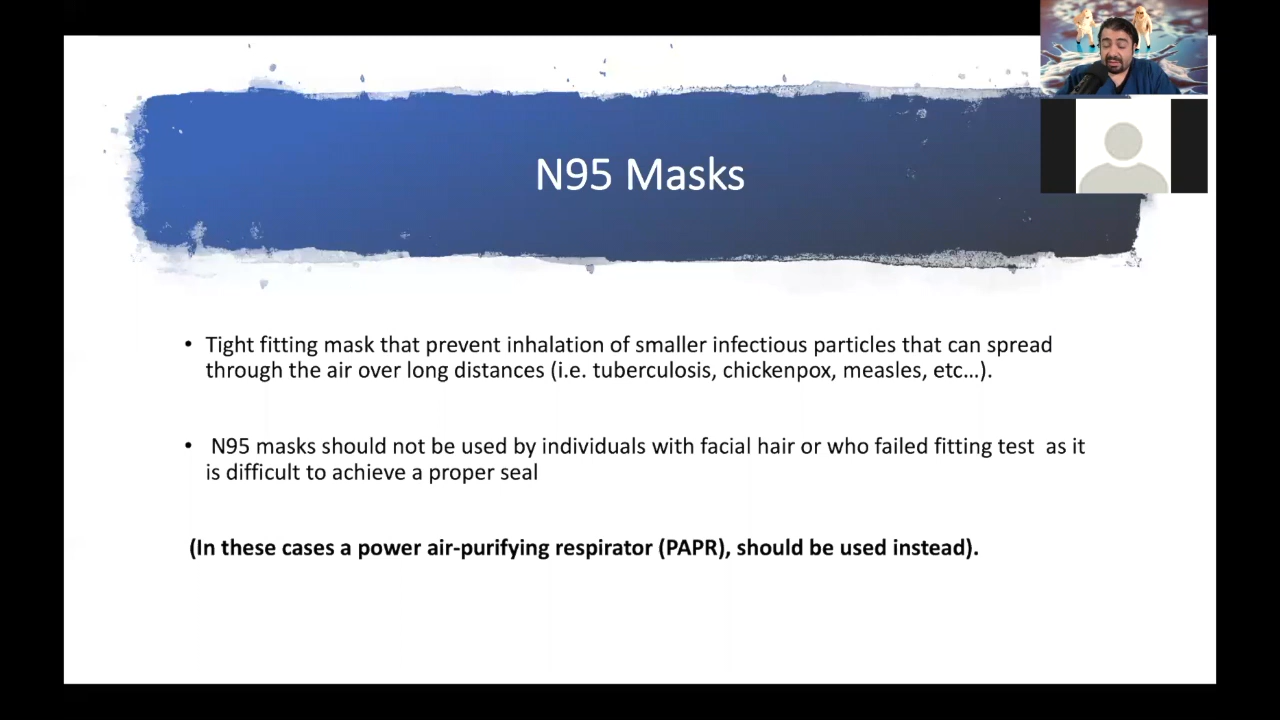 N95 Masks
• Tight fitting mask that prevent inhalation of smaller infectious particles that can spread
through the air over long distances (i.e. tuberculosis, chickenpox, measles, etc…).
• N95 masks should not be used by individuals with facial hair or who failed fitting test as it
is difficult to achieve a proper seal
(In these cases a power air-purifying respirator (PAPR), should be used instead).